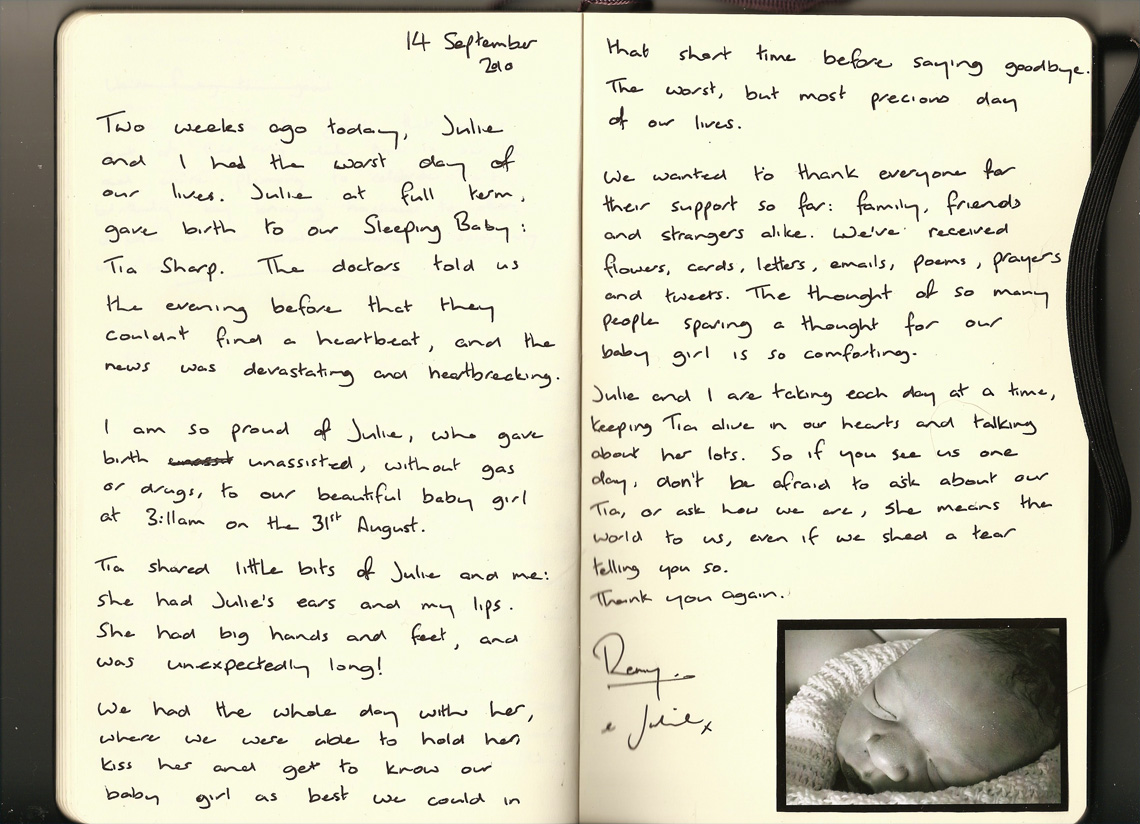 14 September
2010
Two weeks ago today, Julie
and I had the worst day of
our lives. Julie at full term,
gave birth to our Sleeping Baby:
Tia Sharp. The doctors told us
the evening before that they
couldnt find a heartbeat, and the
news was devastating and heartbreaking.
I am so proud of Julie, who gave
birth unassisted, without gas
or drugs, to our beautiful baby girl
at 3:11am on the 31st August.
Tia shared little bits of Julie and me:
she had Julie's ears and my lips.
She had big hands and feet, and
was unexpectedly long!
We had the whole day with her,
where we were able to hold her,
kiss her and get to know our
baby girl as best we could in
that short time before saying goodbye.
The worst, but most precious day
of our lives.
We wanted to thank everyone for
their support so far: family, friends
and strangers alike. We've received
flowers, cards, letters, emails, poems, prayers
and tweets. The thought of so many
people sparing a thought for our
baby girl is so comforting.
Julie and I are taking each day at a time,
keeping Tia alive in our hearts and talking
about her lots. So if you see us one
day, don't be afraid to ask about our
Tia, or ask how we are, she means the
world to us, even if we shed a tear
telling you so.
Thank you again.
Remy
& Julie x